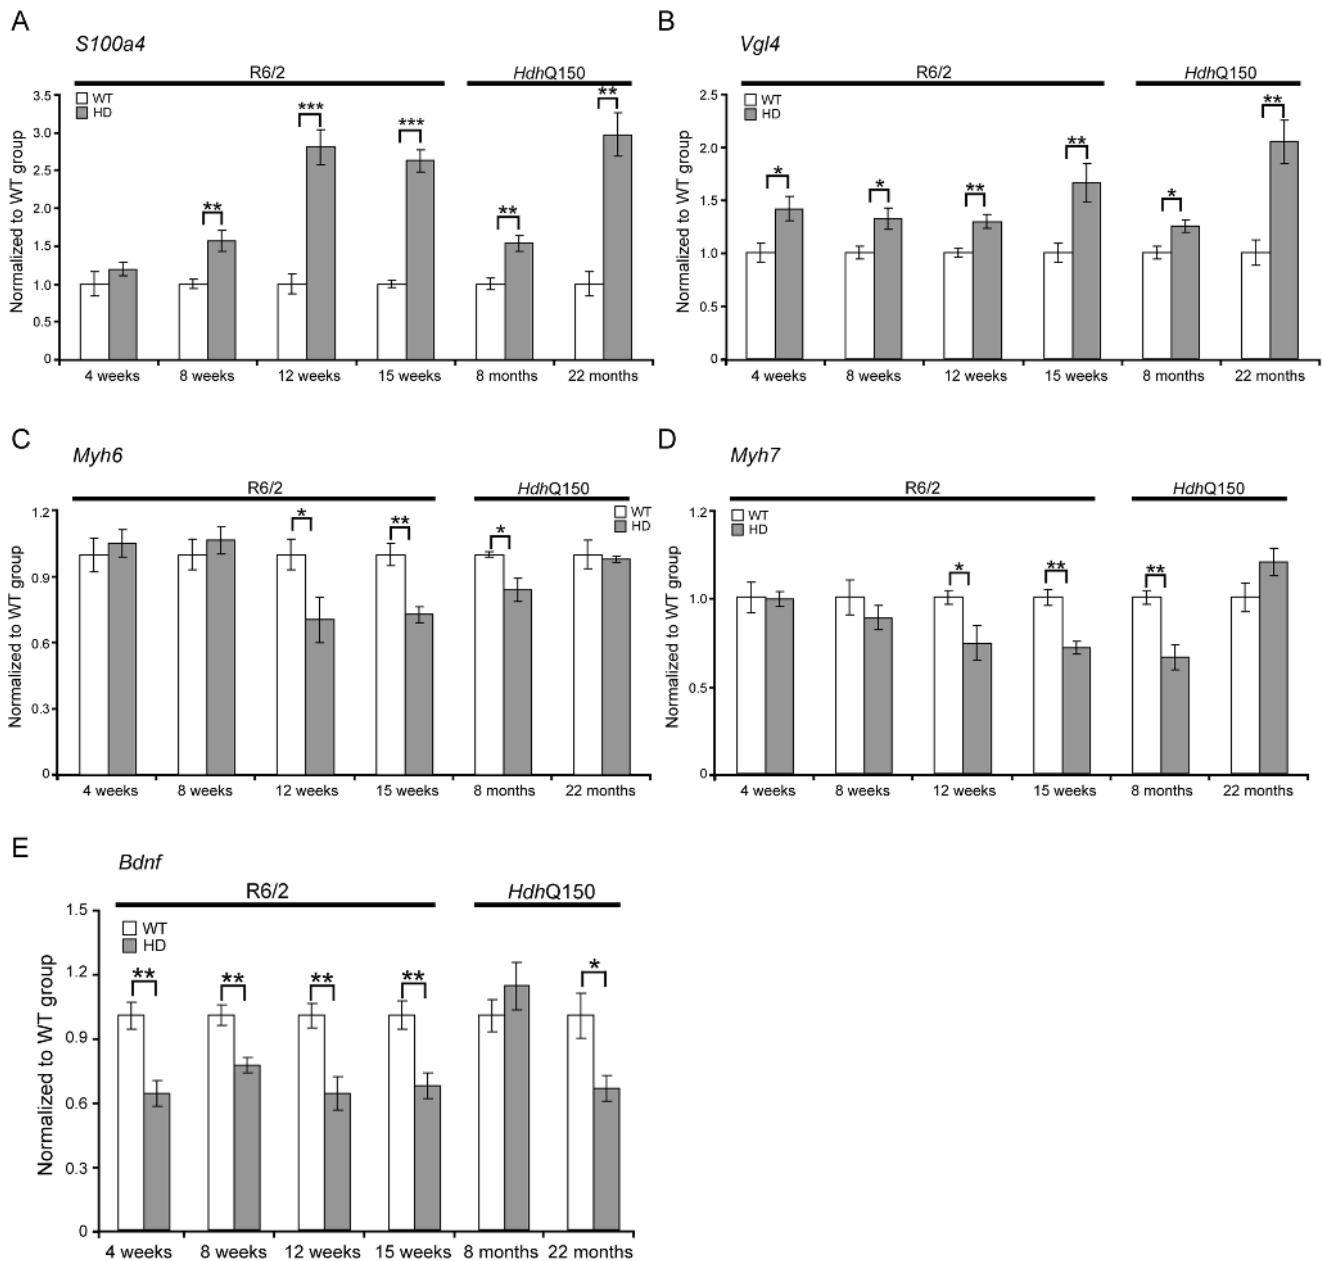 A
S100a4
R6/2 HdhQ150
WT
HD
Normalized to WT group
3.5
3.0
2.5
2.0
1.5
1.0
0.5
0
** *** *** ** **
4 weeks 8 weeks 12 weeks 15 weeks 8 months 22 months
B
Vgl4
R6/2 HdhQ150
WT
HD
Normalized to WT group
2.5
2.0
1.5
1.0
0.5
0
* * ** ** * **
4 weeks 8 weeks 12 weeks 15 weeks 8 months 22 months
C
Myh6
R6/2 HdhQ150
WT
HD
Normalized to WT group
1.2
0.9
0.6
0.3
0
* ** *
4 weeks 8 weeks 12 weeks 15 weeks 8 months 22 months
D
Myh7
R6/2 HdhQ150
WT
HD
Normalized to WT group
1.2
1.0
0.5
0
* ** **
4 weeks 8 weeks 12 weeks 15 weeks 8 months 22 months
E
Bdnf
R6/2 HdhQ150
WT
HD
Normalized to WT group
1.5
1.2
0.9
0.6
0.3
0
** ** ** ** *
4 weeks 8 weeks 12 weeks 15 weeks 8 months 22 months